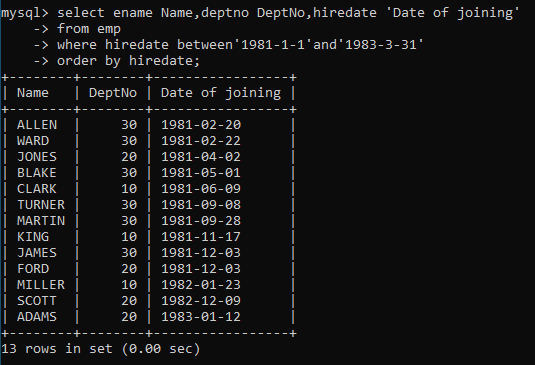 mysql> select ename Name,deptno DeptNo,hiredate 'Date of joining'
    -> from emp
    -> where hiredate between'1981-1-1'and'1983-3-31'
    -> order by hiredate;
+--------+--------+-----------------+
| Name   | DeptNo | Date of joining |
+--------+--------+-----------------+
| ALLEN  |     30 | 1981-02-20      |
| WARD   |     30 | 1981-02-22      |
| JONES  |     20 | 1981-04-02      |
| BLAKE  |     30 | 1981-05-01      |
| CLARK  |     10 | 1981-06-09      |
| TURNER |     30 | 1981-09-08      |
| MARTIN |     30 | 1981-09-28      |
| KING   |     10 | 1981-11-17      |
| JAMES  |     30 | 1981-12-03      |
| FORD   |     20 | 1981-12-03      |
| MILLER |     10 | 1982-01-23      |
| SCOTT  |     20 | 1982-12-09      |
| ADAMS  |     20 | 1983-01-12      |
+--------+--------+-----------------+
13 rows in set (0.00 sec)